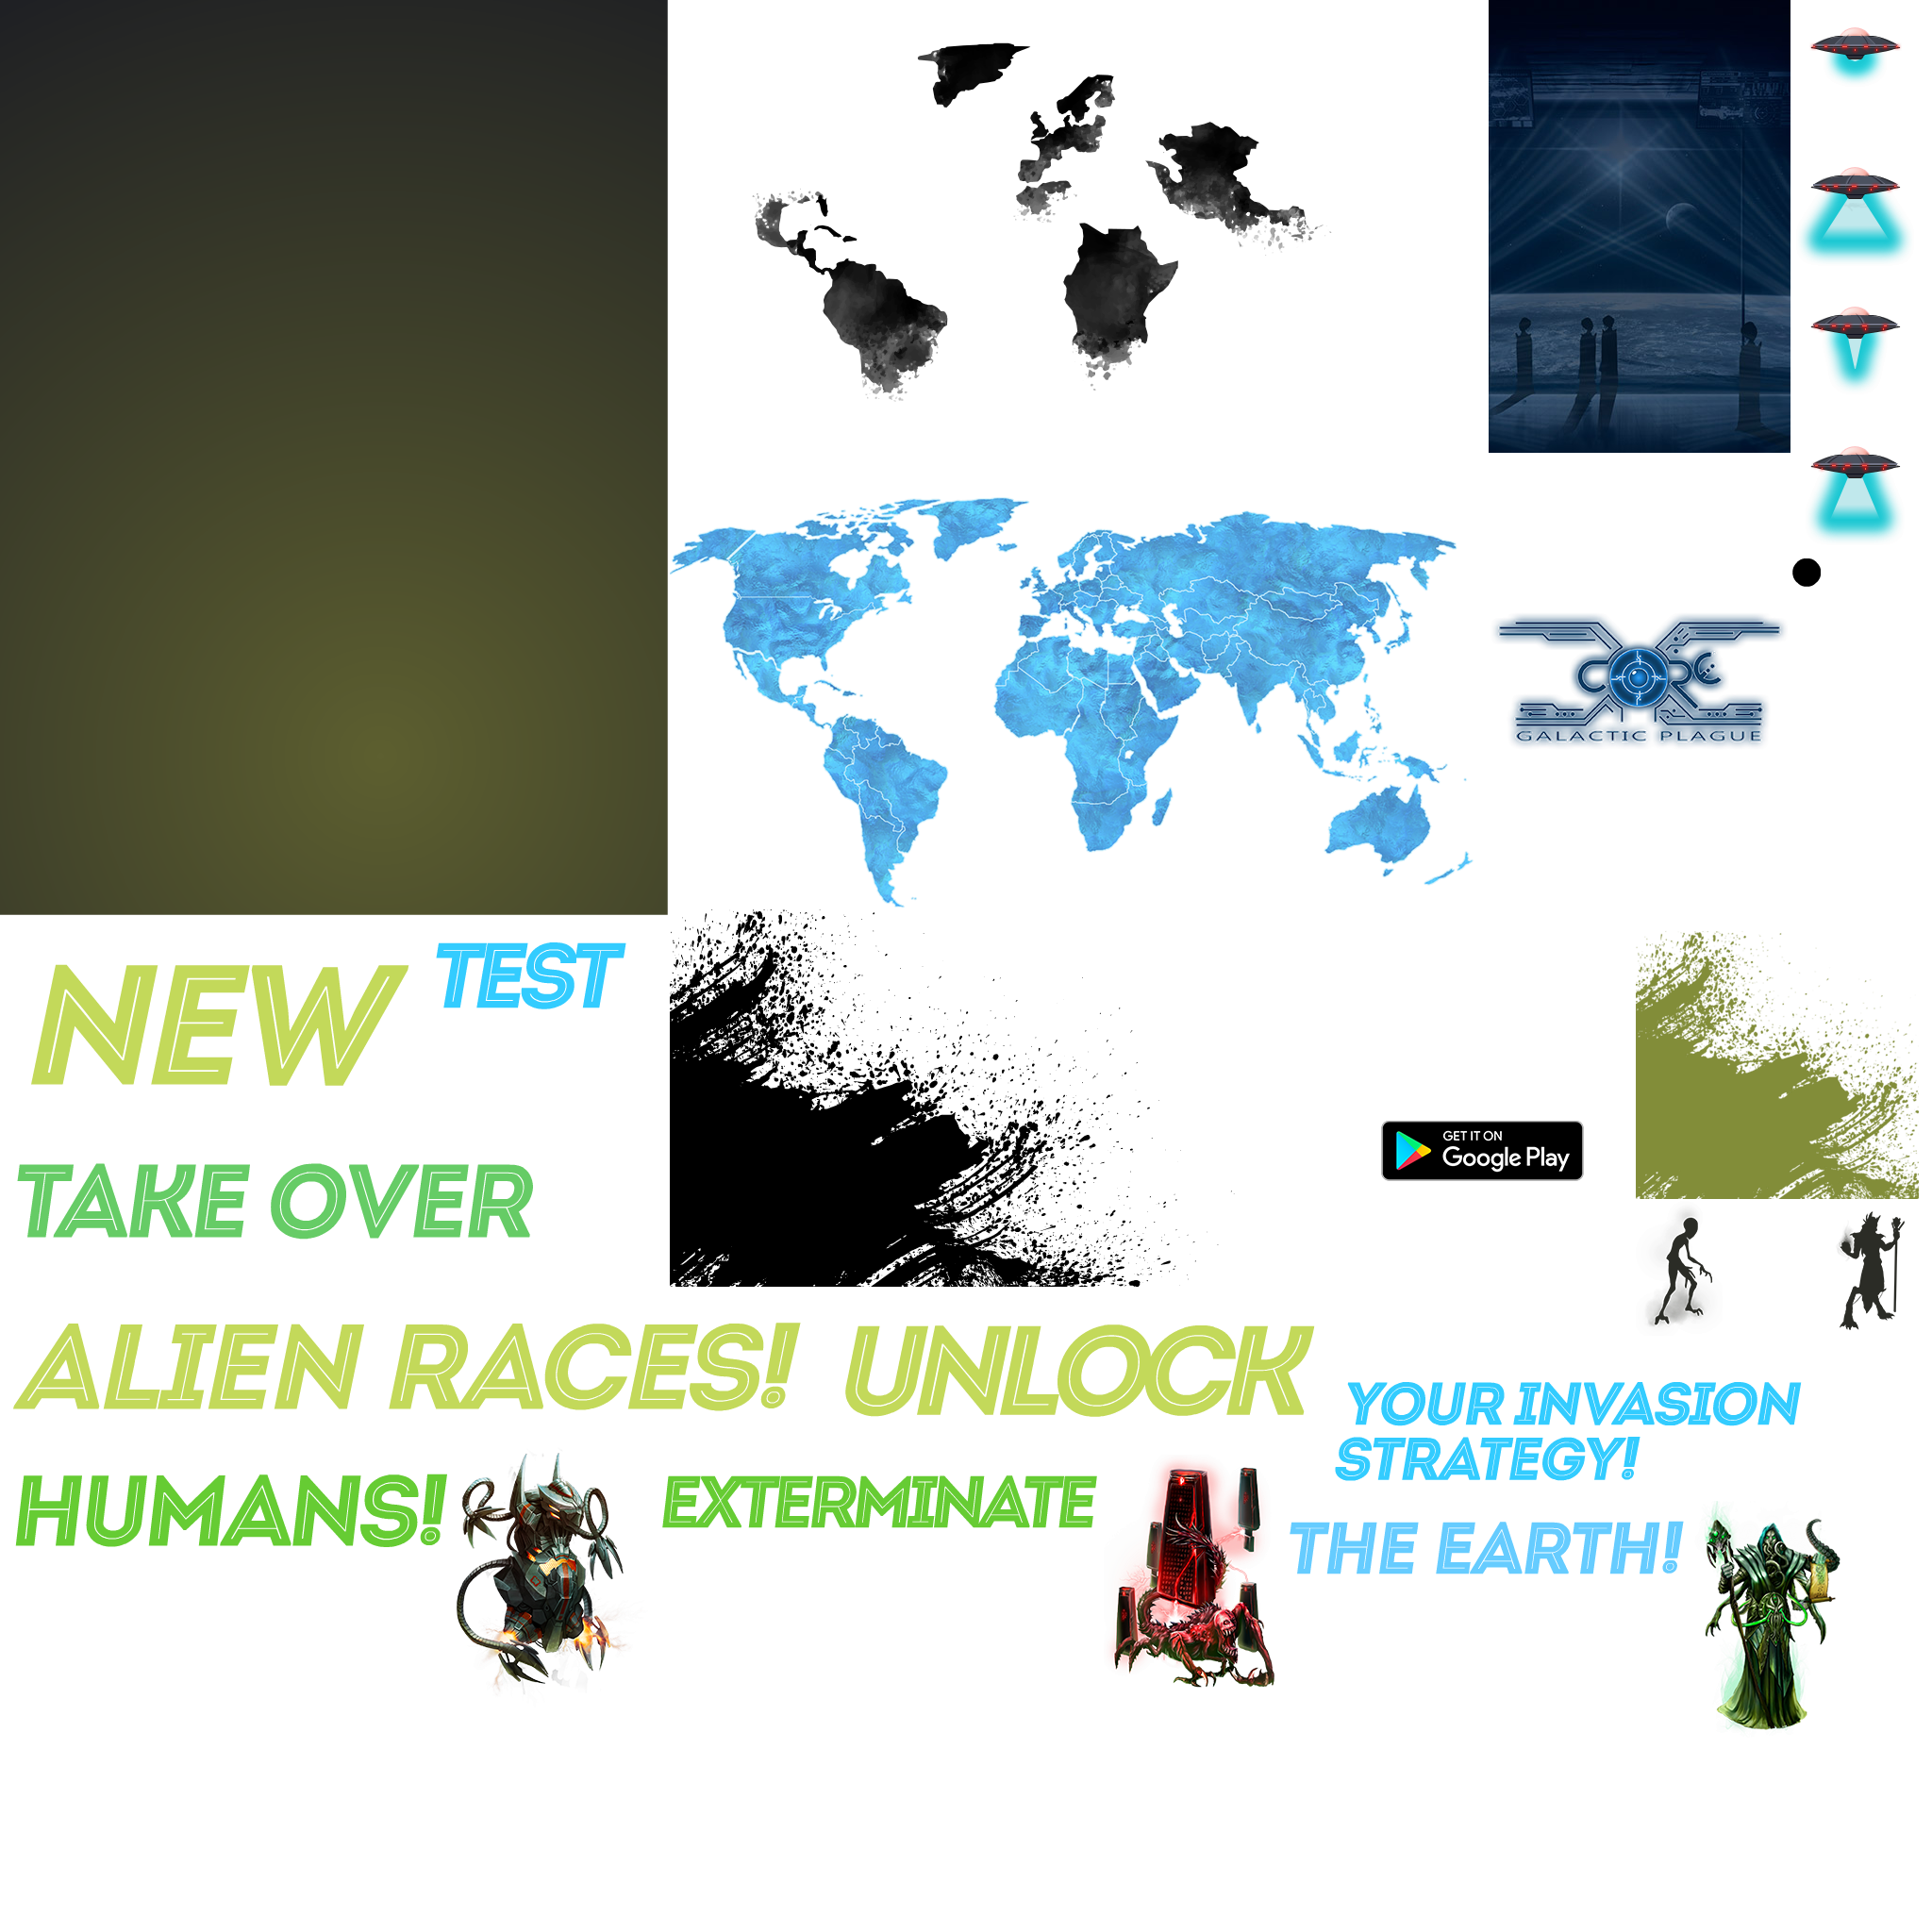 CORE
GALACTIC PLAGUE
NEW
TEST
GET IT ON
Google Play
TAKE OVER
ALIEN RACES!
UNLOCK
YOUR INVASION
STRATEGY!
HUMANS!
EXTERMINATE
THE EARTH!